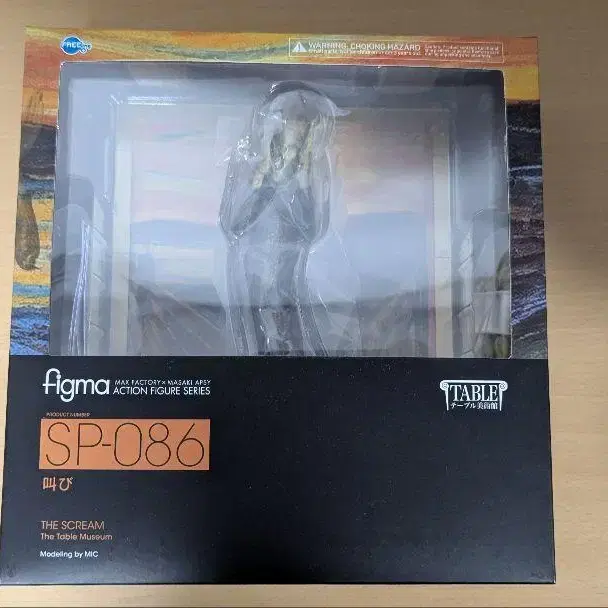 FREEing
WARNING: CHOKING HAZARD
figma
MAX FACTORY × MASAKI APSY
ACTION FiGURE SERiES
TABLE
テーブル美術館
PRODUCT NUMBER
SP-086
叫び
THE SCREAM
The Table Museum
Modeling by MIC